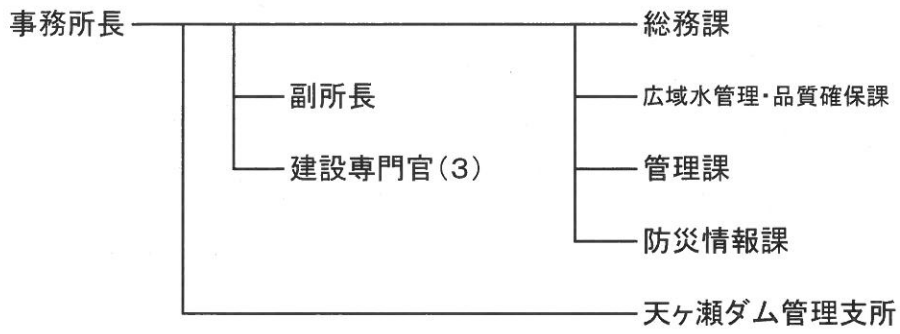 事務所長
総務課
副所長
広域水管理・品質確保課
建設専門官(3)
管理課
防災情報課
天ヶ瀬ダム管理支所